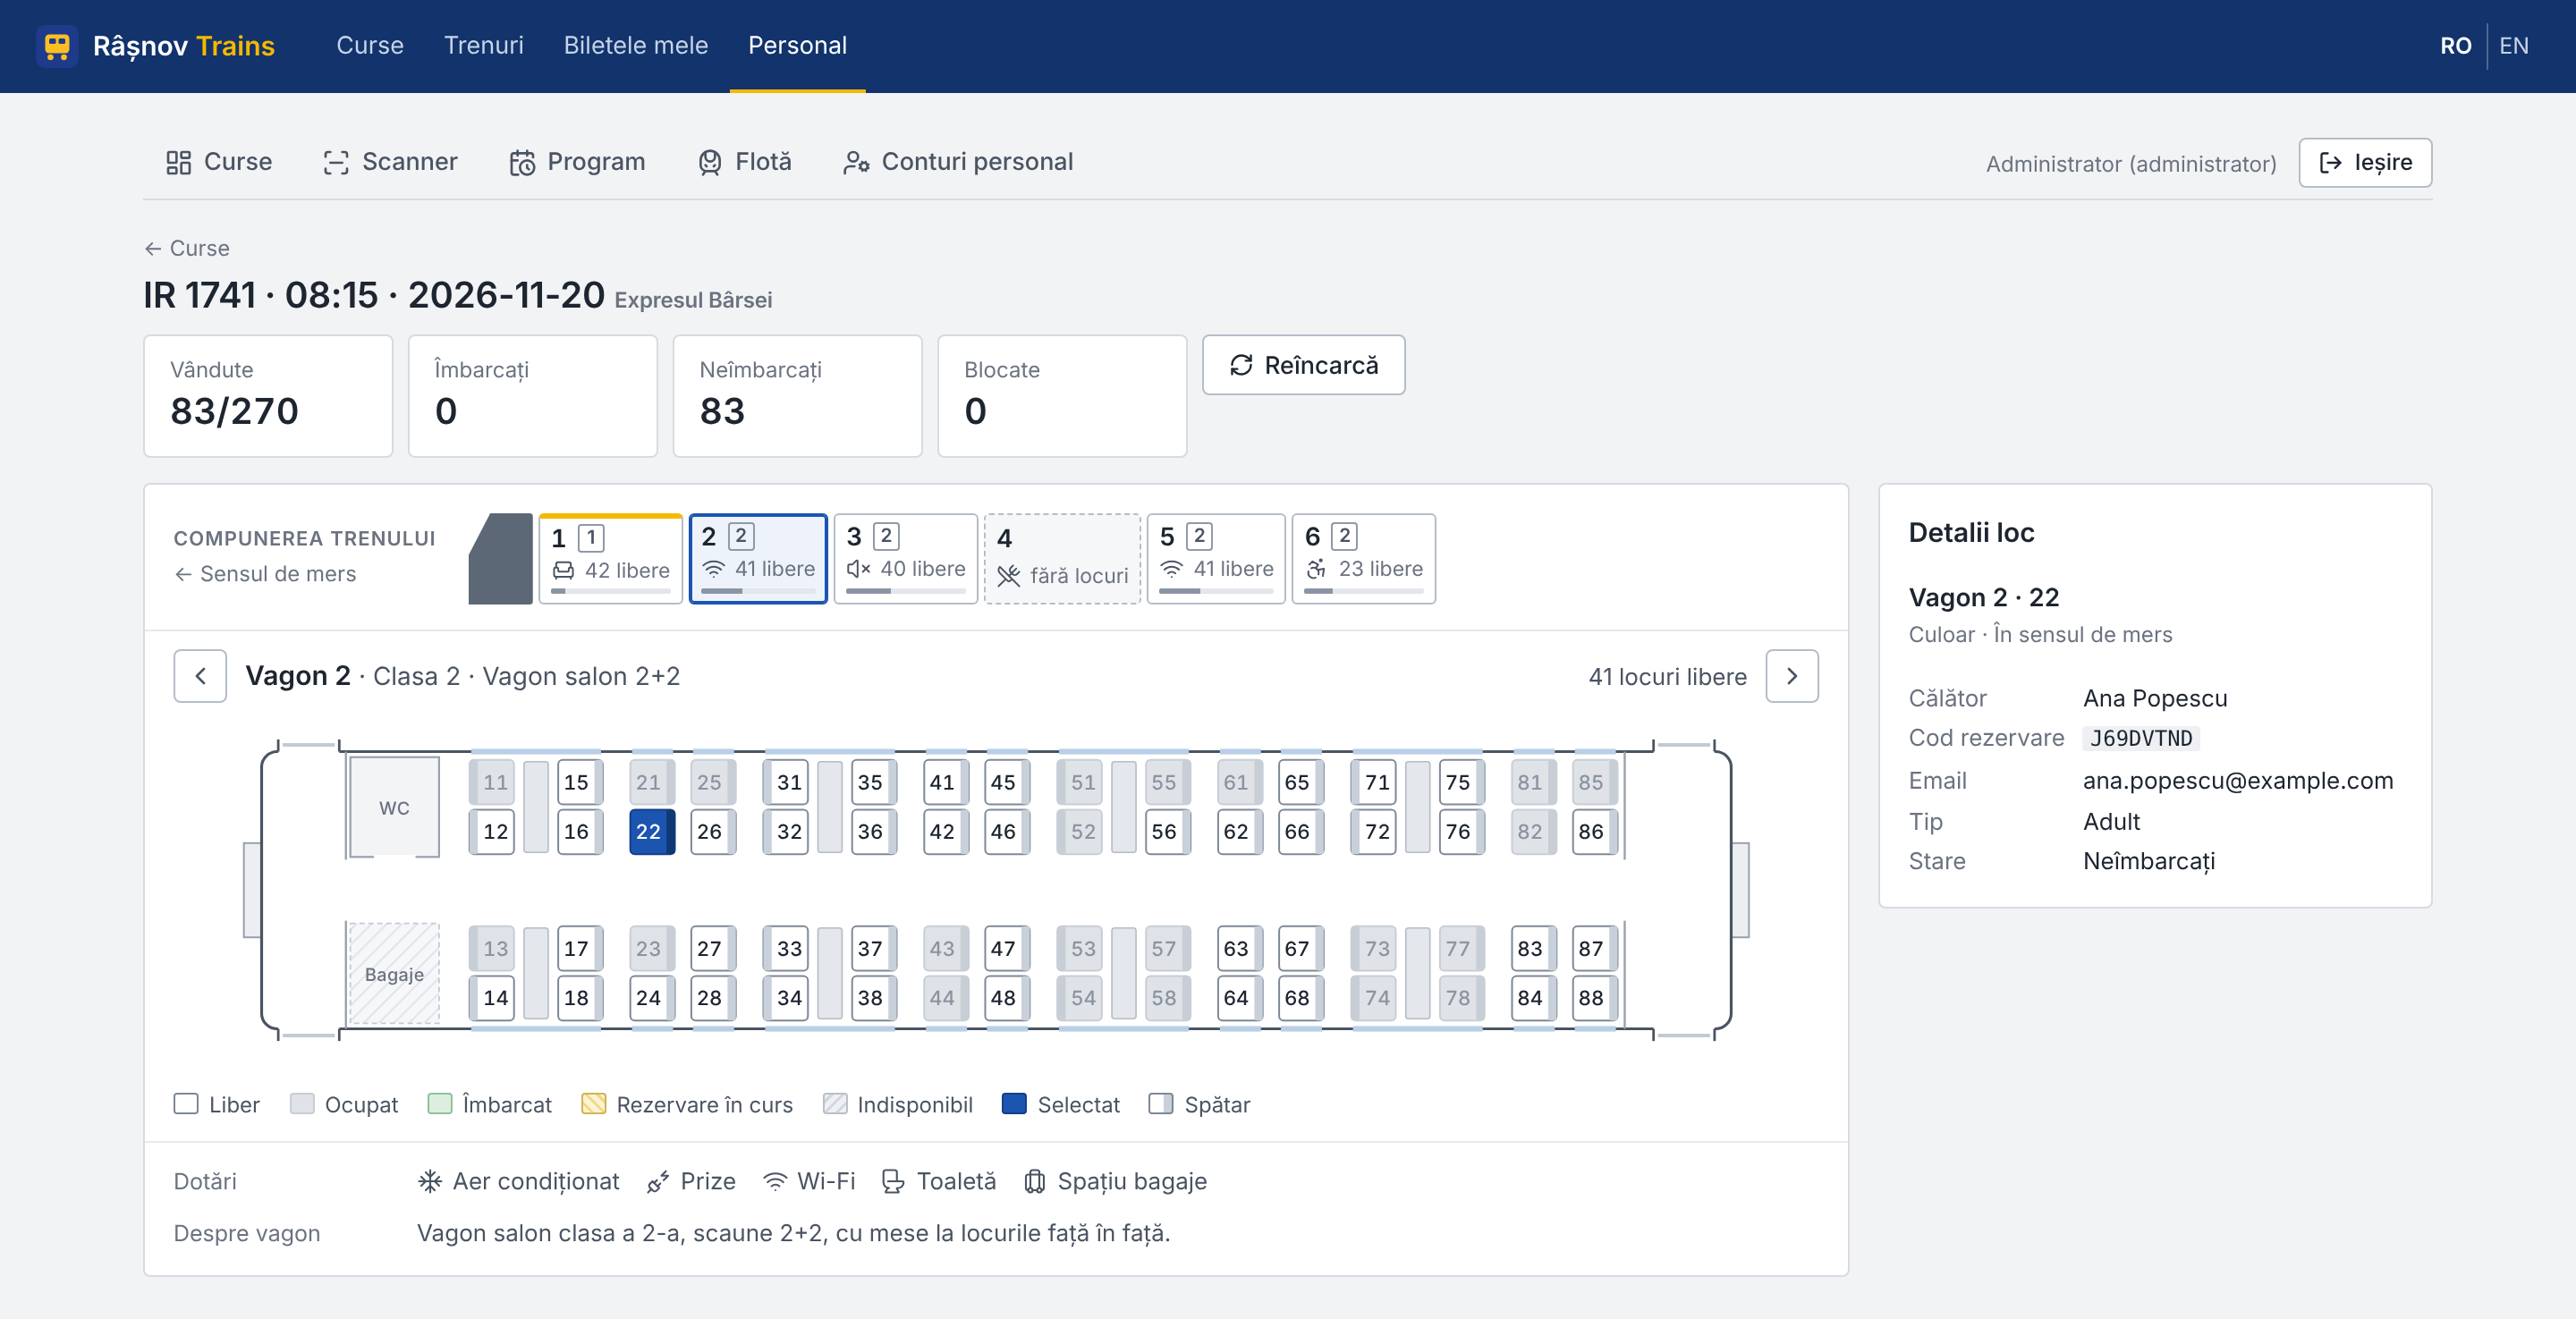 Râșnov Trains Curse Trenuri Biletele mele Personal RO EN
Curse Scanner Program Flotă Conturi personal Administrator (administrator) Ieșire
← Curse
IR 1741 · 08:15 · 2026-11-20 Expresul Bârsei
Vândute
83/270
Îmbarcați
0
Neîmbarcați
83
Blocate
0
Reîncarcă
COMPUNEREA TRENULUI
← Sensul de mers
1 1
42 libere
2 2
41 libere
3 2
40 libere
4
fără locuri
5 2
41 libere
6 2
23 libere
Vagon 2 · Clasa 2 · Vagon salon 2+2 41 locuri libere
WC
11 15 21 25 31 35 41 45 51 55 61 65 71 75 81 85
12 16 22 26 32 36 42 46 52 56 62 66 72 76 82 86
Bagaje
13 17 23 27 33 37 43 47 53 57 63 67 73 77 83 87
14 18 24 28 34 38 44 48 54 58 64 68 74 78 84 88
Liber Ocupat Îmbarcat Rezervare în curs Indisponibil Selectat Spătar
Dotări Aer condiționat Prize Wi-Fi Toaletă Spațiu bagaje
Despre vagon Vagon salon clasa a 2-a, scaune 2+2, cu mese la locurile față în față.
Detalii loc
Vagon 2 · 22
Culoar · În sensul de mers
Călător Ana Popescu
Cod rezervare J69DVTND
Email ana.popescu@example.com
Tip Adult
Stare Neîmbarcați